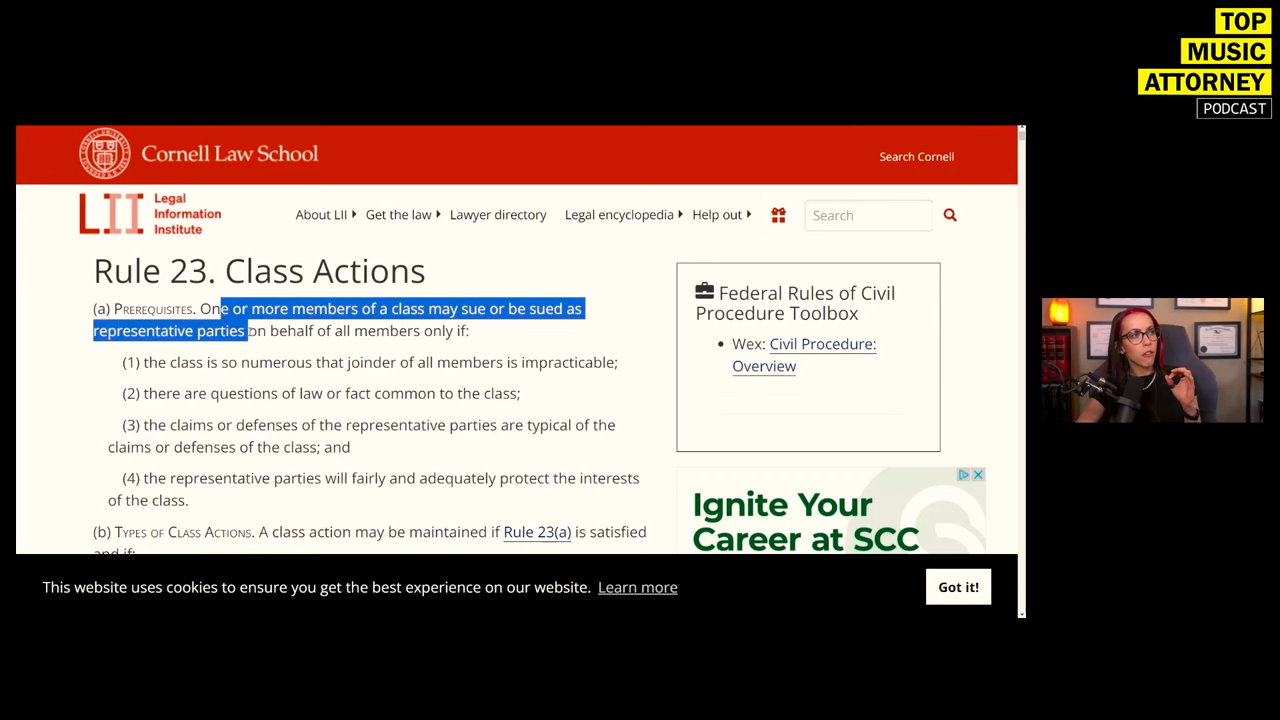 TOP
MUSIC
ATTORNEY
PODCAST
Cornell Law School
Search Cornell
LII
Legal
Information
Institute
About LII
Get the law
Lawyer directory
Legal encyclopedia
Help out
Search
Rule 23. Class Actions
(a) PREREQUISITES. One or more members of a class may sue or be sued as
representative parties on behalf of all members only if:
(1) the class is so numerous that joinder of all members is impracticable;
(2) there are questions of law or fact common to the class;
(3) the claims or defenses of the representative parties are typical of the
claims or defenses of the class; and
(4) the representative parties will fairly and adequately protect the interests
of the class.
(b) TYPES OF CLASS ACTIONS. A class action may be maintained if Rule 23(a) is satisfied
and if:
Federal Rules of Civil
Procedure Toolbox
Wex: Civil Procedure:
Overview
Ignite Your
Career at SCC
This website uses cookies to ensure you get the best experience on our website. Learn more
Got it!